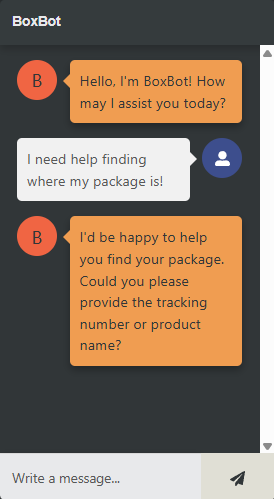 BoxBot
B
Hello, I'm BoxBot! How
may I assist you today?
I need help finding
where my package is!
B
I'd be happy to help
you find your package.
Could you please
provide the tracking
number or product
name?
Write a message...